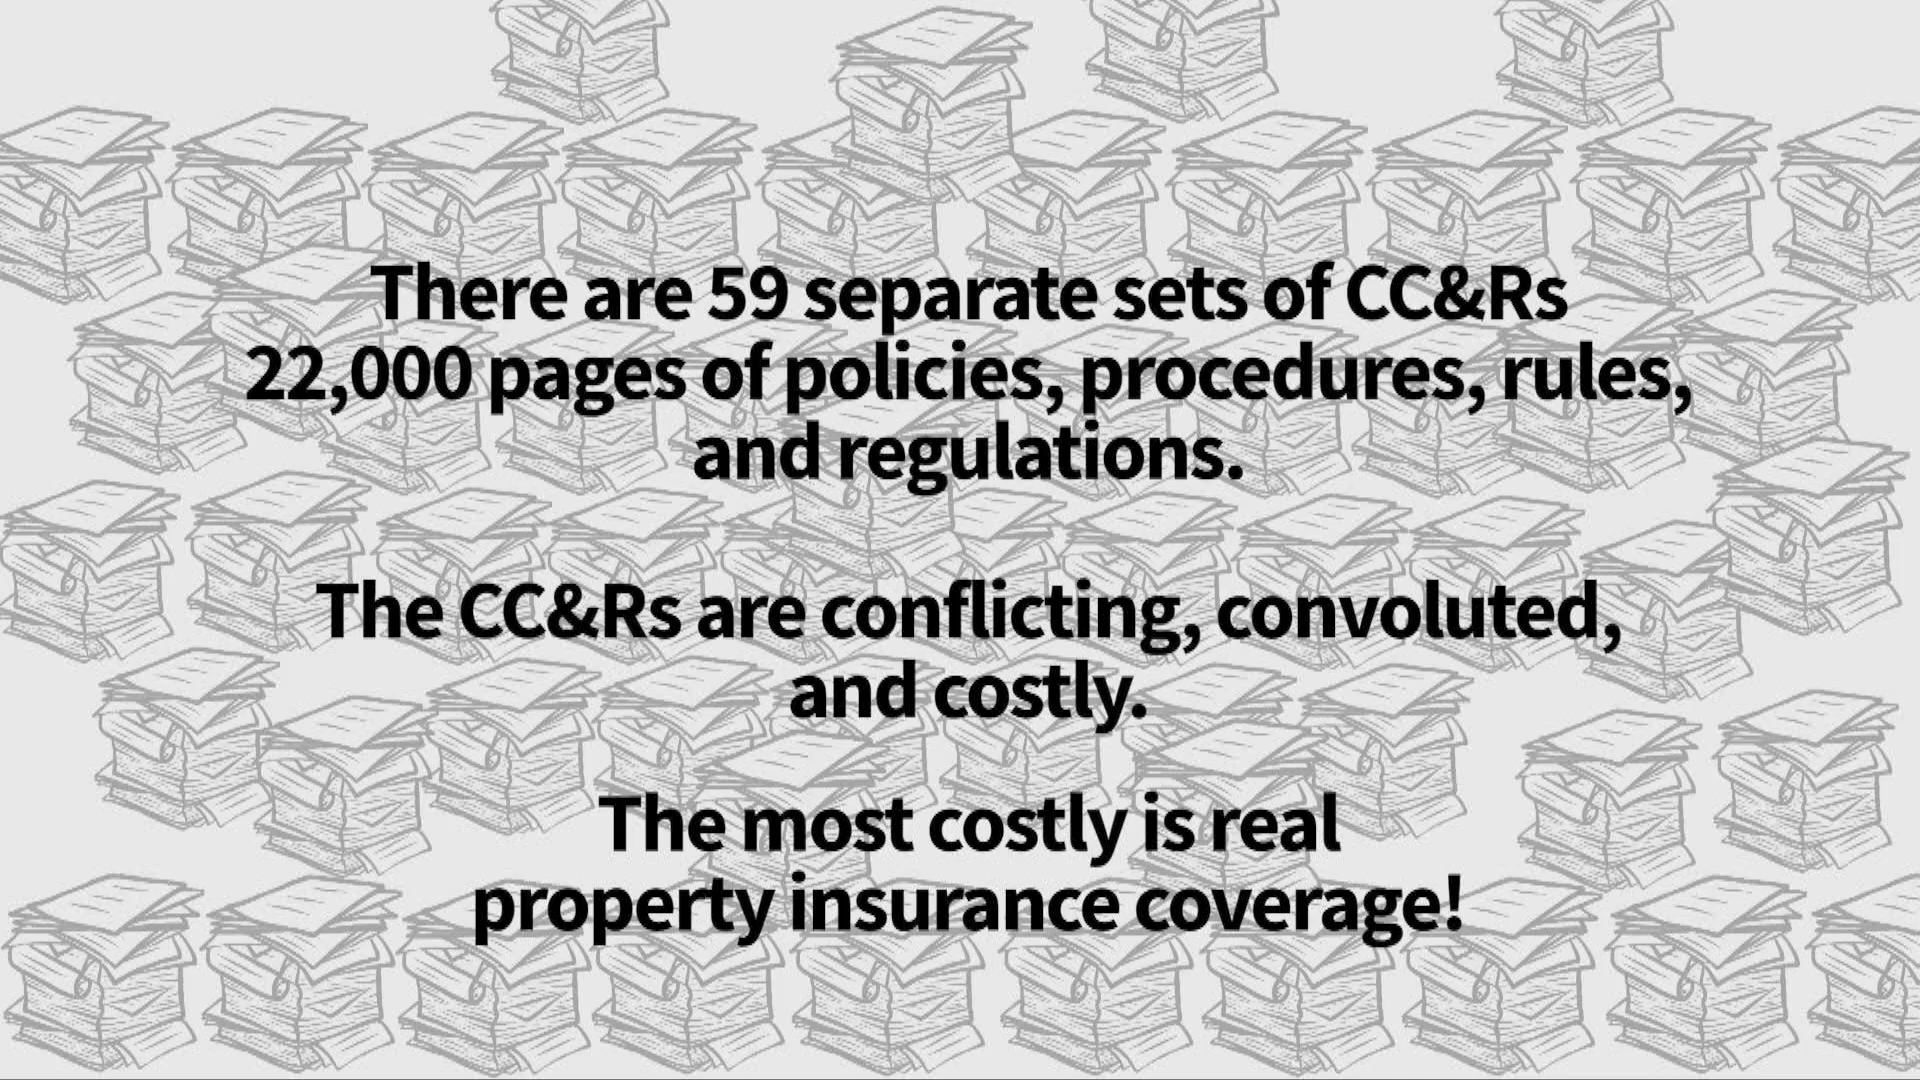 There are 59 separate sets of CC&Rs
22,000 pages of policies, procedures, rules,
and regulations.
The CC&Rs are conflicting, convoluted,
and costly.
The most costly is real
property insurance coverage!